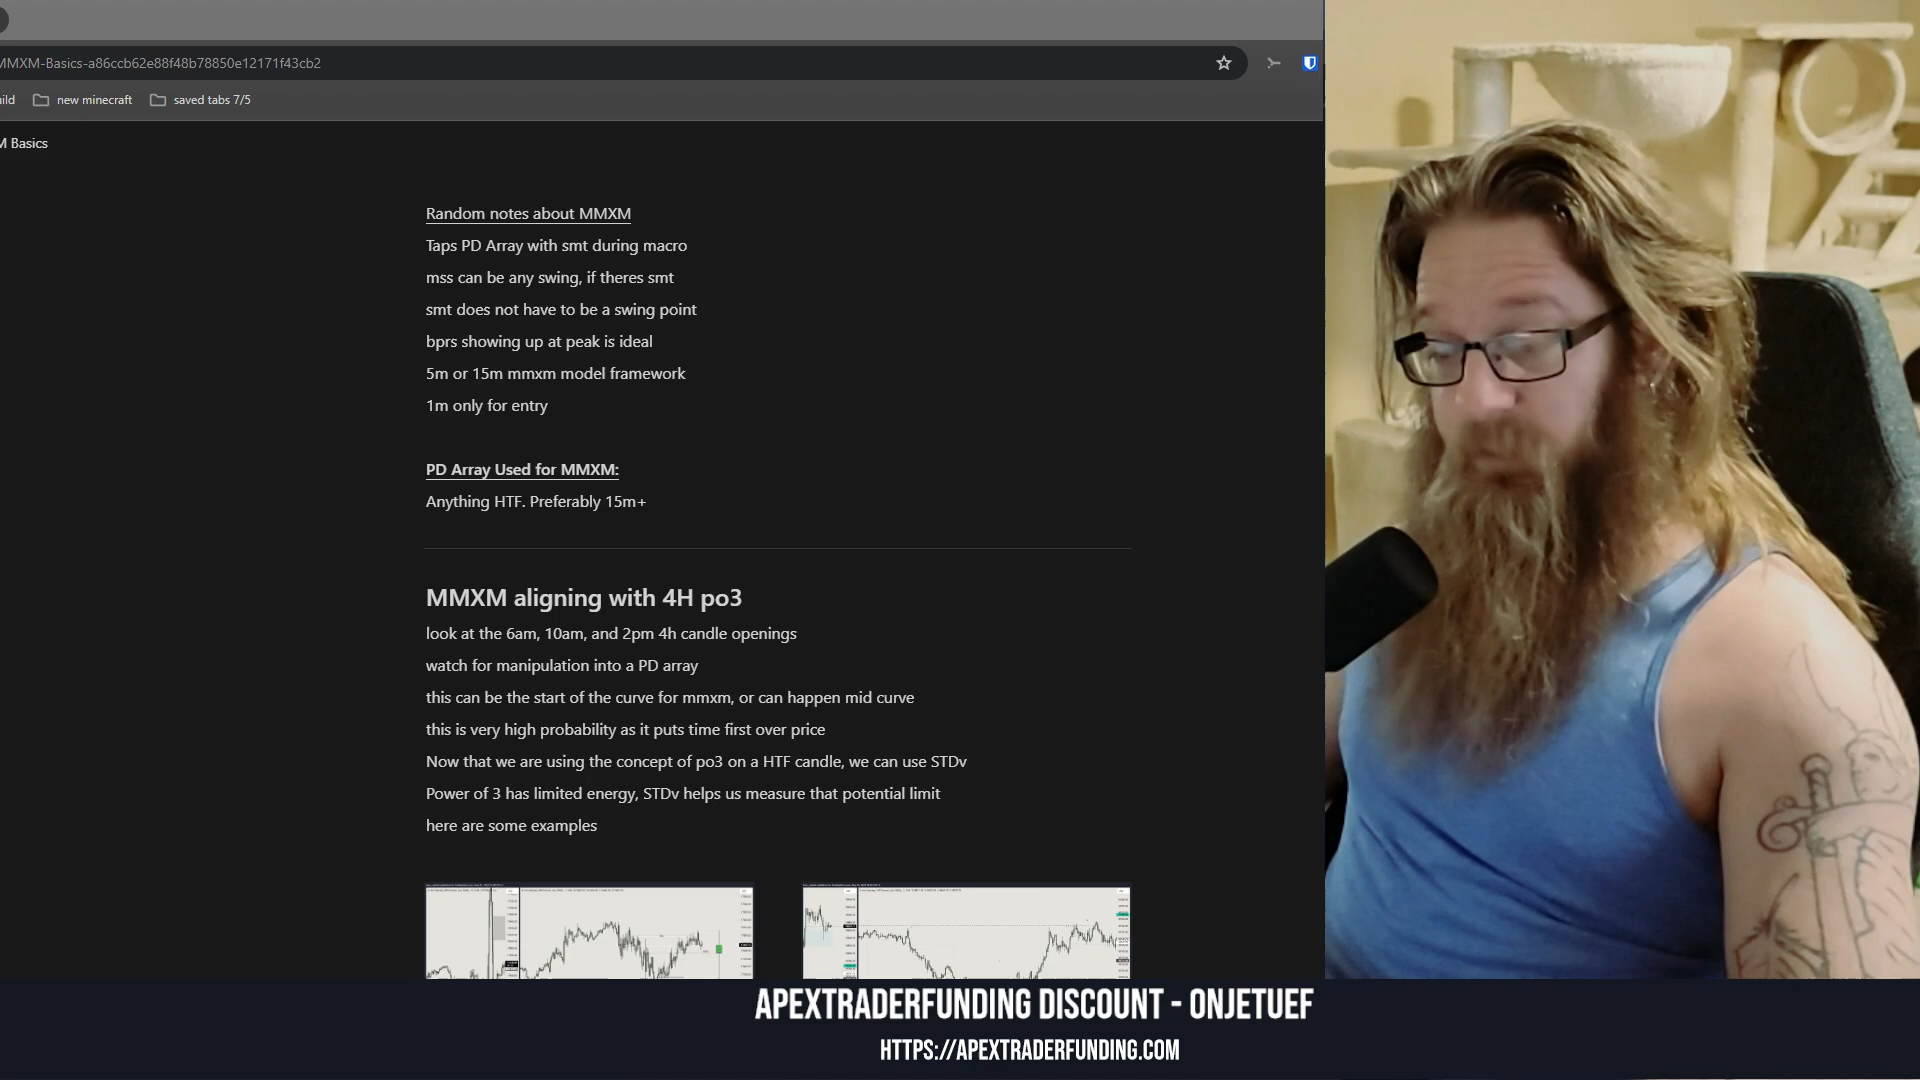 MMXM-Basics-a86ccb62e88f48b78850e12171f43cb2
new minecraft
saved tabs 7/5
Basics
Random notes about MMXM
Taps PD Array with smt during macro
mss can be any swing, if theres smt
smt does not have to be a swing point
bprs showing up at peak is ideal
5m or 15m mmxm model framework
1m only for entry
PD Array Used for MMXM:
Anything HTF. Preferably 15m+
MMXM aligning with 4H po3
look at the 6am, 10am, and 2pm 4h candle openings
watch for manipulation into a PD array
this can be the start of the curve for mmxm, or can happen mid curve
this is very high probability as it puts time first over price
Now that we are using the concept of po3 on a HTF candle, we can use STDv
Power of 3 has limited energy, STDv helps us measure that potential limit
here are some examples
APEXTRADERFUNDING DISCOUNT - ONJETUEF
HTTPS://APEXTRADERFUNDING.COM